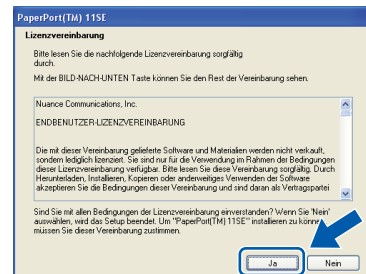 PaperPort(TM) 11SE
Lizenzvereinbarung
Bitte lesen Sie die nachfolgende Lizenzvereinbarung sorgfältig
durch.
Mit der BILD-NACH-UNTEN Taste können Sie den Rest der Vereinbarung sehen.
Nuance Communications, Inc.
ENDBENUTZER-LIZENZVEREINBARUNG
Die mit dieser Vereinbarung gelieferte Software und Materialien werden nicht verkauft,
sondern lediglich lizenziert. Sie sind nur für die Verwendung im Rahmen der Bedingungen
dieser Lizenzvereinbarung verfügbar. Bitte lesen Sie diese Vereinbarung sorgfältig. Durch
Herunterladen, Installieren, Kopieren oder anderweitiges Verwenden der Software
akzeptieren Sie die Bedingungen dieser Vereinbarung und sind daran als Vertragspartei
Sind Sie mit allen Bedingungen der Lizenzvereinbarung einverstanden? Wenn Sie 'Nein'
auswählen, wird das Setup beendet. Um "PaperPort(TM) 11SE" installieren zu können,
müssen Sie dieser Vereinbarung zustimmen.
Ja
Nein